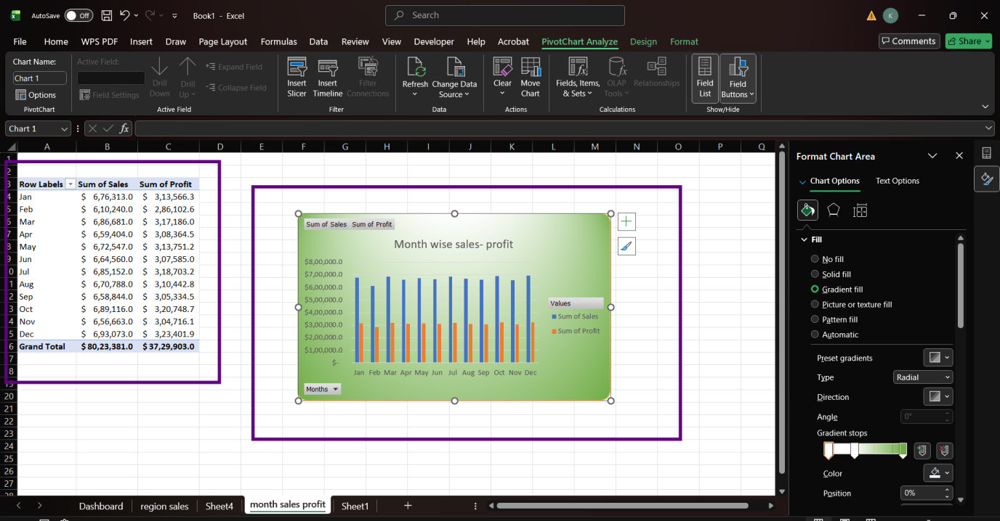 AutoSave Off Book1 - Excel Search K
File Home WPS PDF Insert Draw Page Layout Formulas Data Review View Developer Help Acrobat PivotChart Analyze Design Format Comments Share
Chart Name:
Chart 1
Options
PivotChart
Active Field:
Field Settings
Drill Down
Drill Up
Expand Field
Collapse Field
Active Field
Insert Slicer
Insert Timeline
Filter Connections
Filter
Refresh
Change Data Source
Data
Clear
Move Chart
Actions
Fields, Items, & Sets
OLAP Tools
Relationships
Calculations
Field List
Field Buttons
Show/Hide
Chart 1 fx
A B C D E F G H I J K L M N O P Q
1
2
3 Row Labels Sum of Sales Sum of Profit
4 Jan $ 6,76,313.0 $ 3,13,566.3
5 Feb $ 6,10,240.0 $ 2,86,102.6
6 Mar $ 6,86,681.0 $ 3,17,186.0
7 Apr $ 6,59,404.0 $ 3,08,364.5
8 May $ 6,72,547.0 $ 3,13,751.2
9 Jun $ 6,64,560.0 $ 3,07,585.0
0 Jul $ 6,85,152.0 $ 3,18,703.2
1 Aug $ 6,70,788.0 $ 3,10,442.8
2 Sep $ 6,58,844.0 $ 3,05,334.5
3 Oct $ 6,89,116.0 $ 3,20,748.7
4 Nov $ 6,56,663.0 $ 3,04,716.1
5 Dec $ 6,93,073.0 $ 3,23,401.9
6 Grand Total $ 80,23,381.0 $ 37,29,903.0
7
8
19
20
21
22
23
24
25
26
27
28
Sum of Sales Sum of Profit
Month wise sales- profit
$8,00,000.0
$7,00,000.0
$6,00,000.0
$5,00,000.0
$4,00,000.0
$3,00,000.0
$2,00,000.0
$1,00,000.0
$-
Jan Feb Mar Apr May Jun Jul Aug Sep Oct Nov Dec
Values
Sum of Sales
Sum of Profit
Months
Format Chart Area
Chart Options Text Options
Fill
No fill
Solid fill
Gradient fill
Picture or texture fill
Pattern fill
Automatic
Preset gradients
Type Radial
Direction
Angle 0°
Gradient stops
Color
Position 0%
Dashboard region sales Sheet4 month sales profit Sheet1